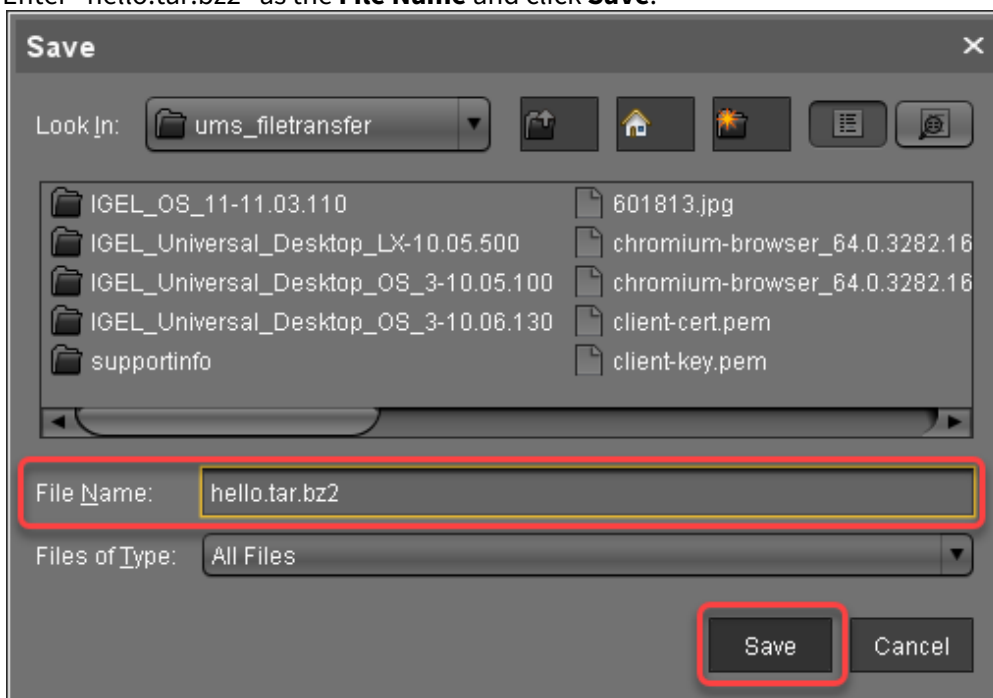 Enter "hello.tar.bz2" as the File Name and click Save.
Save
Look In: ums_filetransfer
IGEL_OS_11-11.03.110
IGEL_Universal_Desktop_LX-10.05.500
IGEL_Universal_Desktop_OS_3-10.05.100
IGEL_Universal_Desktop_OS_3-10.06.130
supportinfo
601813.jpg
chromium-browser_64.0.3282.16
chromium-browser_64.0.3282.16
client-cert.pem
client-key.pem
File Name: hello.tar.bz2
Files of Type: All Files
Save Cancel